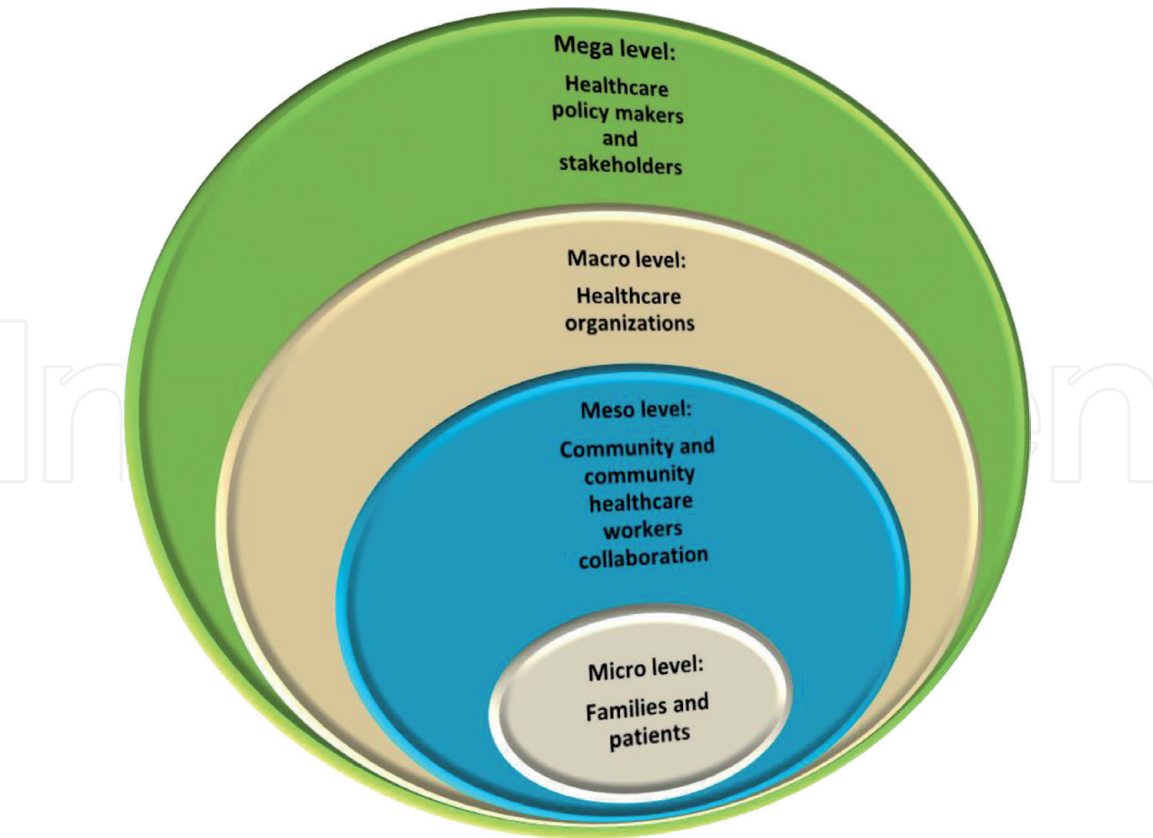 Mega level:
Healthcare
policy makers
and
stakeholders
Macro level:
Healthcare
organizations
Meso level:
Community and
community
healthcare
workers
collaboration
Micro level:
Families and
patients